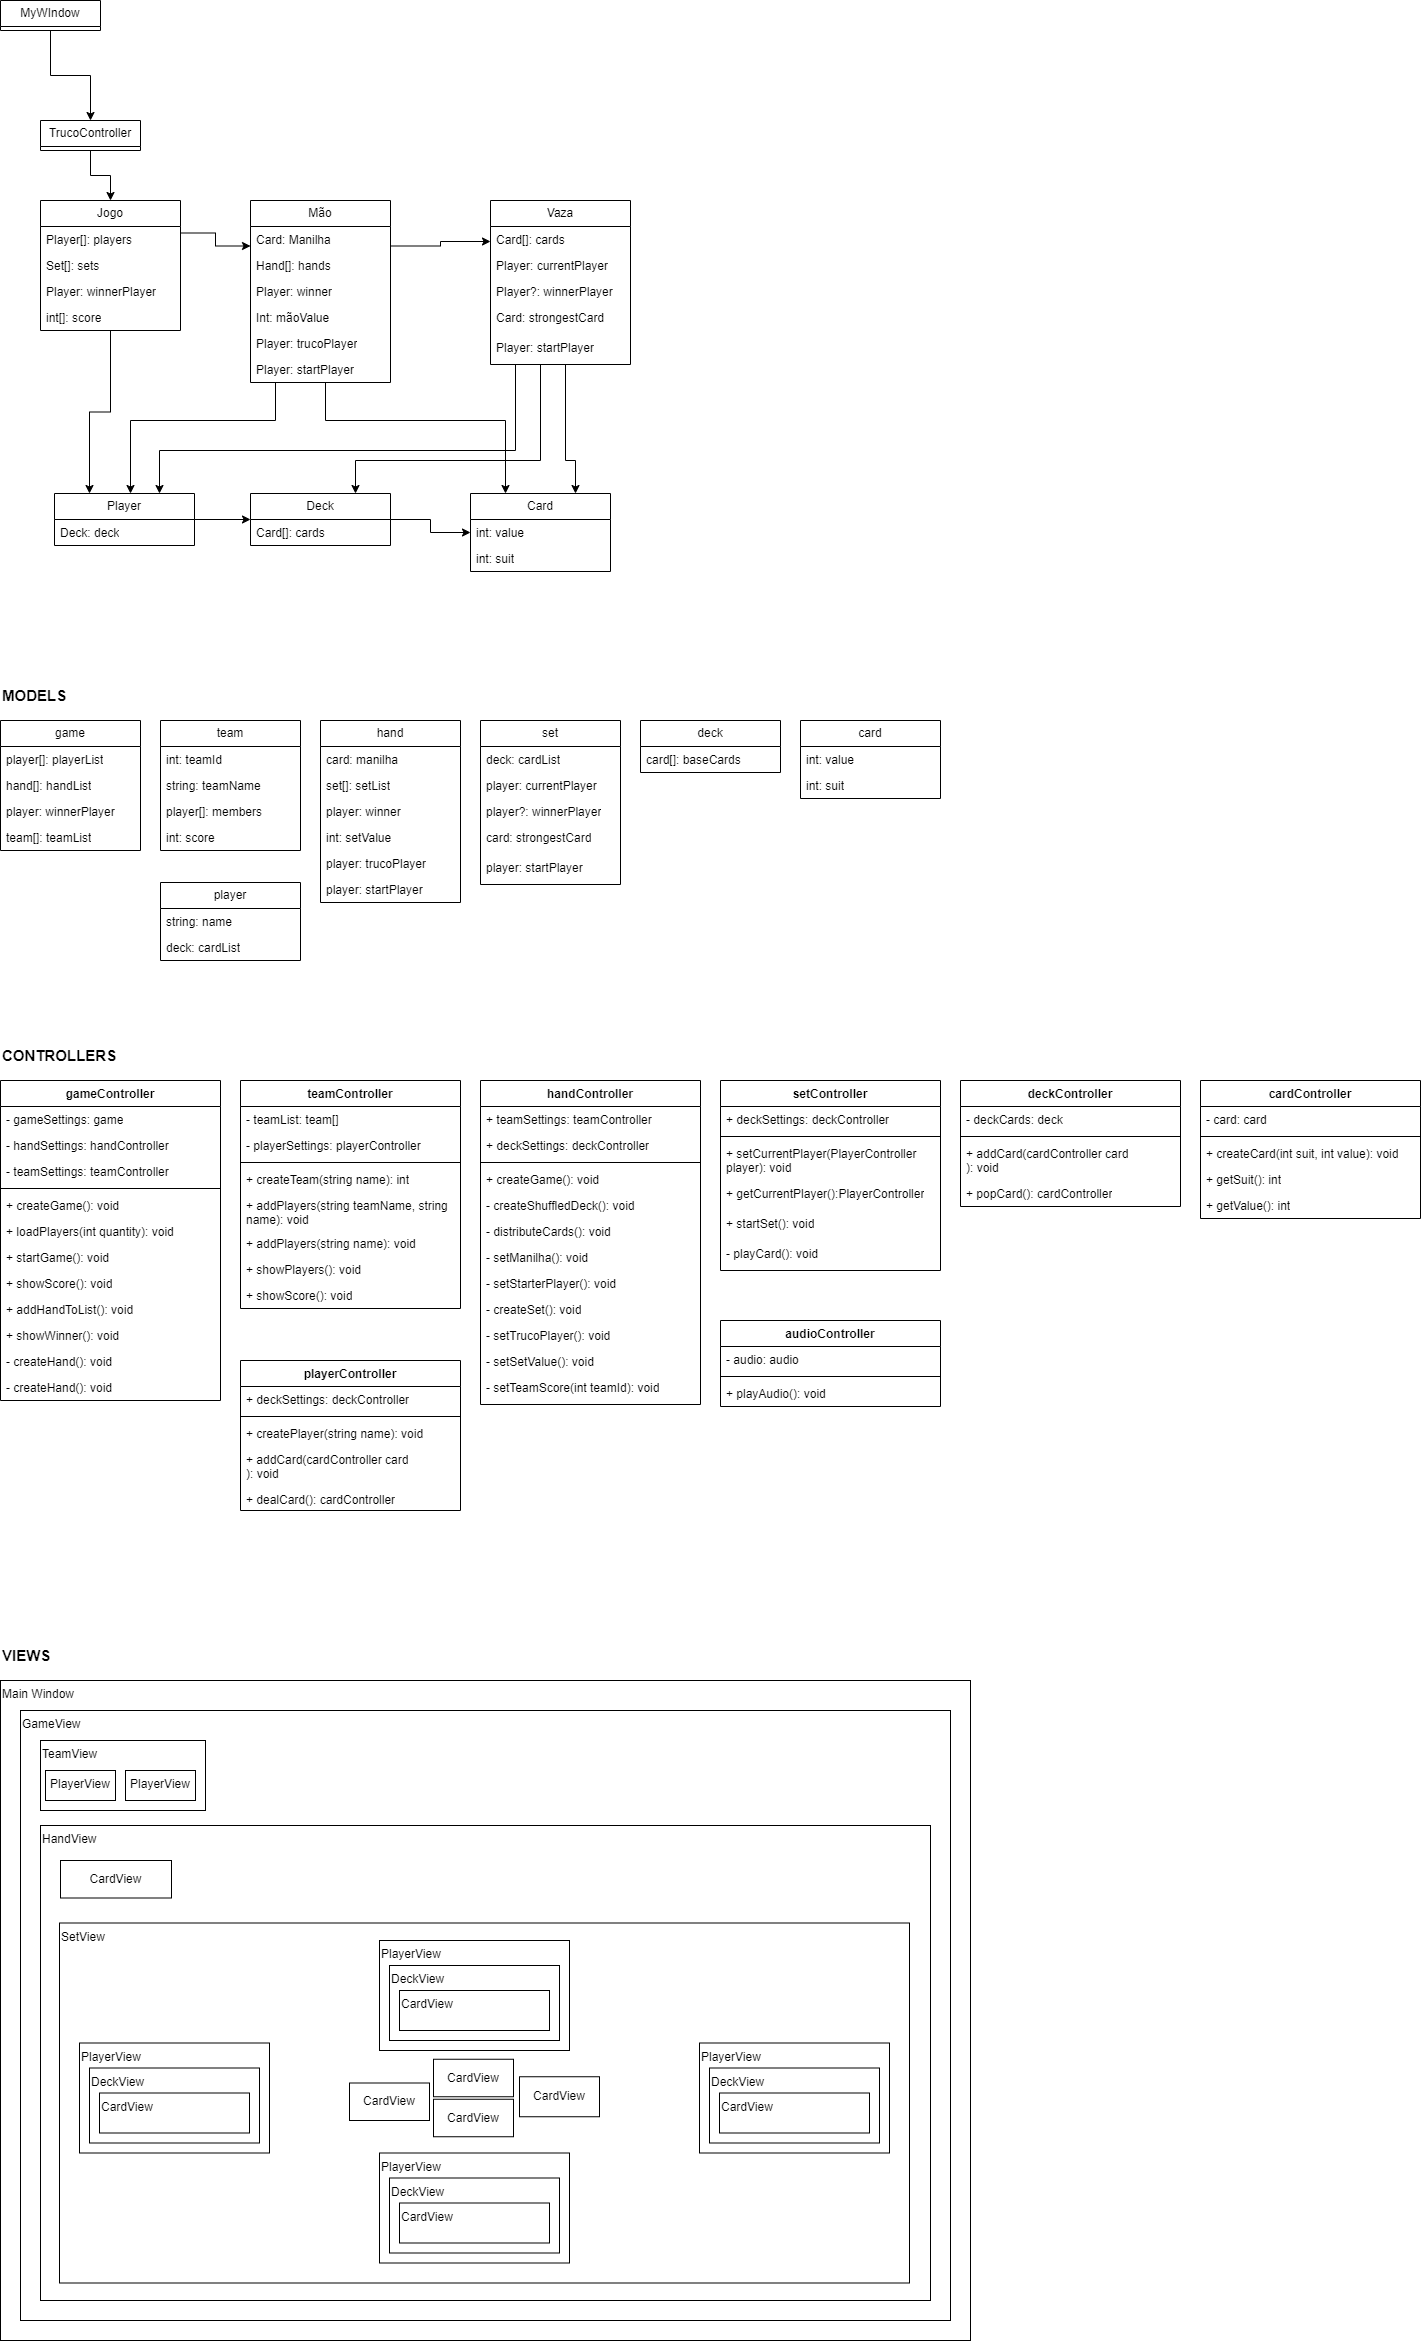 MyWIndow
TrucoController
Jogo
Player[]: players
Set[]: sets
Player: winnerPlayer
int[]: score
Mão
Card: Manilha
Hand[]: hands
Player: winner
Int: mãoValue
Player: trucoPlayer
Player: startPlayer
Vaza
Card[]: cards
Player: currentPlayer
Player?: winnerPlayer
Card: strongestCard
Player: startPlayer
Player
Deck: deck
Deck
Card[]: cards
Card
int: value
int: suit
MODELS
game
player[]: playerList
hand[]: handList
player: winnerPlayer
team[]: teamList
team
int: teamId
string: teamName
player[]: members
int: score
player
string: name
deck: cardList
hand
card: manilha
set[]: setList
player: winner
int: setValue
player: trucoPlayer
player: startPlayer
set
deck: cardList
player: currentPlayer
player?: winnerPlayer
card: strongestCard
player: startPlayer
deck
card[]: baseCards
card
int: value
int: suit
CONTROLLERS
gameController
- gameSettings: game
- handSettings: handController
- teamSettings: teamController
+ createGame(): void
+ loadPlayers(int quantity): void
+ startGame(): void
+ showScore(): void
+ addHandToList(): void
+ showWinner(): void
- createHand(): void
- createHand(): void
teamController
- teamList: team[]
- playerSettings: playerController
+ createTeam(string name): int
+ addPlayers(string teamName, string
name): void
+ addPlayers(string name): void
+ showPlayers(): void
+ showScore(): void
playerController
+ deckSettings: deckController
+ createPlayer(string name): void
+ addCard(cardController card
): void
+ dealCard(): cardController
handController
+ teamSettings: teamController
+ deckSettings: deckController
+ createGame(): void
- createShuffledDeck(): void
- distributeCards(): void
- setManilha(): void
- setStarterPlayer(): void
- createSet(): void
- setTrucoPlayer(): void
- setSetValue(): void
- setTeamScore(int teamId): void
setController
+ deckSettings: deckController
+ setCurrentPlayer(PlayerController
player): void
+ getCurrentPlayer():PlayerController
+ startSet(): void
- playCard(): void
audioController
- audio: audio
+ playAudio(): void
deckController
- deckCards: deck
+ addCard(cardController card
): void
+ popCard(): cardController
cardController
- card: card
+ createCard(int suit, int value): void
+ getSuit(): int
+ getValue(): int
VIEWS
Main Window
GameView
TeamView
PlayerView PlayerView
HandView
CardView
SetView
PlayerView
DeckView
CardView
PlayerView
DeckView
CardView
CardView
CardView
CardView
CardView
PlayerView
DeckView
CardView
PlayerView
DeckView
CardView